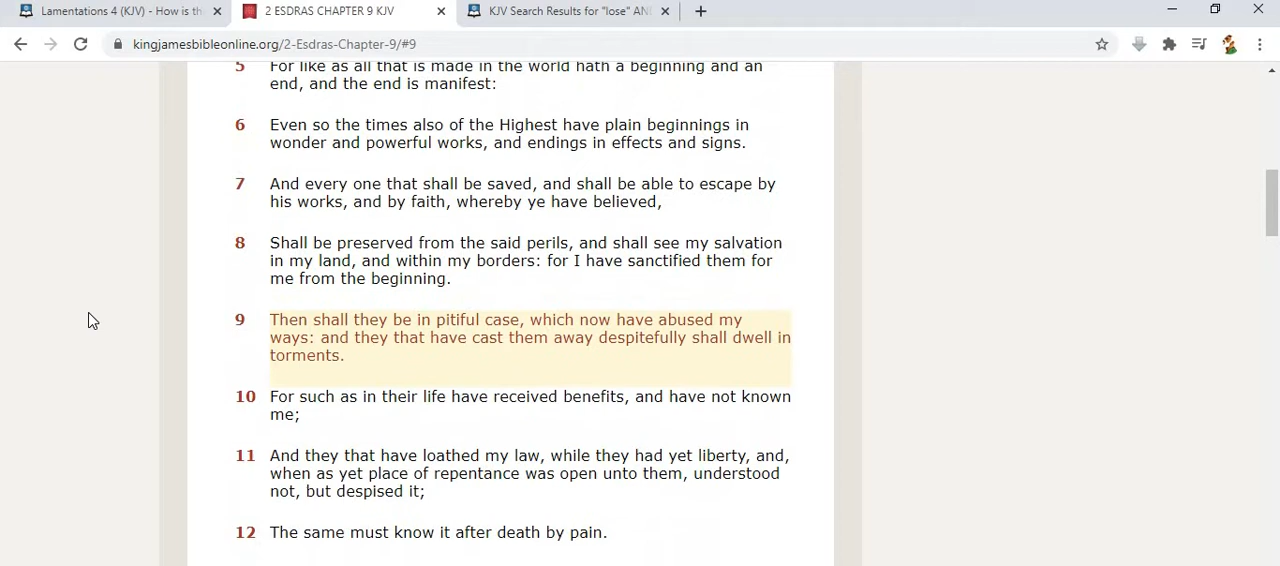 Lamentations 4 (KJV) - How is th
2 ESDRAS CHAPTER 9 KJV
KJV Search Results for "lose" AN
kingjamesbibleonline.org/2-Esdras-Chapter-9/#9
5 For like as all that is made in the world hath a beginning and an
end, and the end is manifest:
6 Even so the times also of the Highest have plain beginnings in
wonder and powerful works, and endings in effects and signs.
7 And every one that shall be saved, and shall be able to escape by
his works, and by faith, whereby ye have believed,
8 Shall be preserved from the said perils, and shall see my salvation
in my land, and within my borders: for I have sanctified them for
me from the beginning.
9 Then shall they be in pitiful case, which now have abused my
ways: and they that have cast them away despitefully shall dwell in
torments.
10 For such as in their life have received benefits, and have not known
me;
11 And they that have loathed my law, while they had yet liberty, and,
when as yet place of repentance was open unto them, understood
not, but despised it;
12 The same must know it after death by pain.